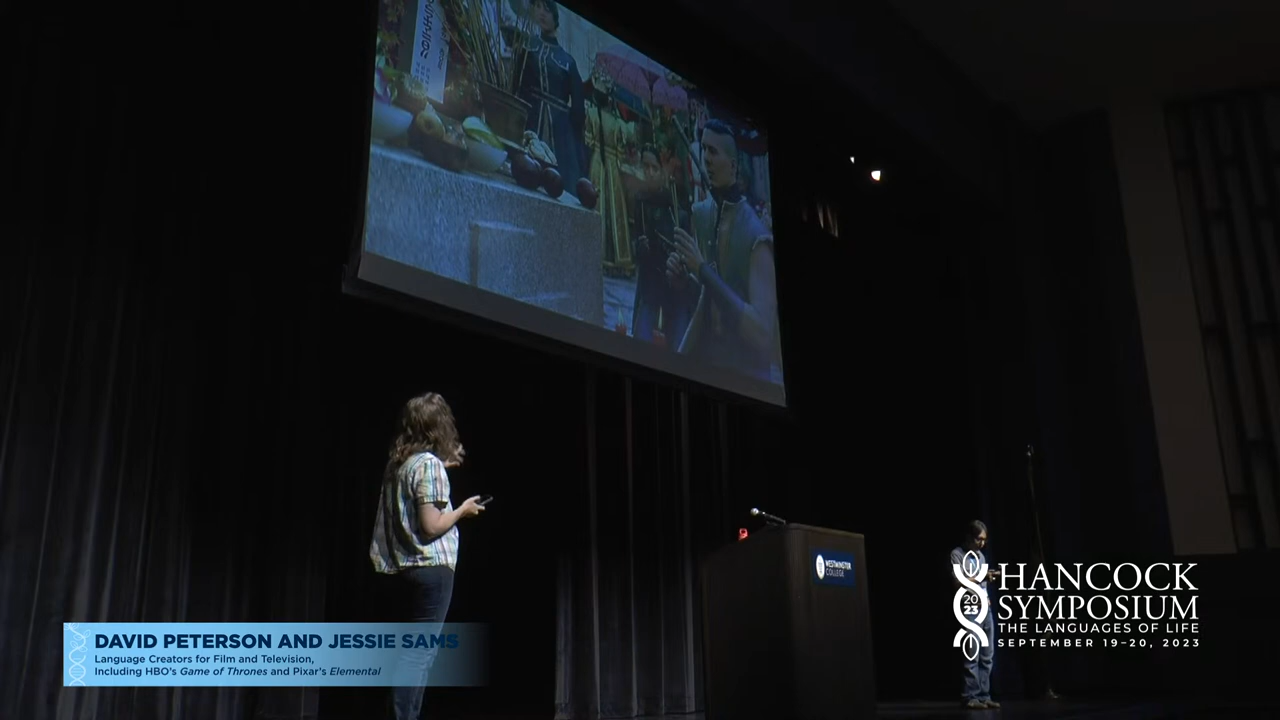 WESTMINSTER
COLLEGE
DAVID PETERSON AND JESSIE SAMS
Language Creators for Film and Television,
Including HBO's Game of Thrones and Pixar's Elemental
2023
HANCOCK
SYMPOSIUM
THE LANGUAGES OF LIFE
SEPTEMBER 19–20, 2023